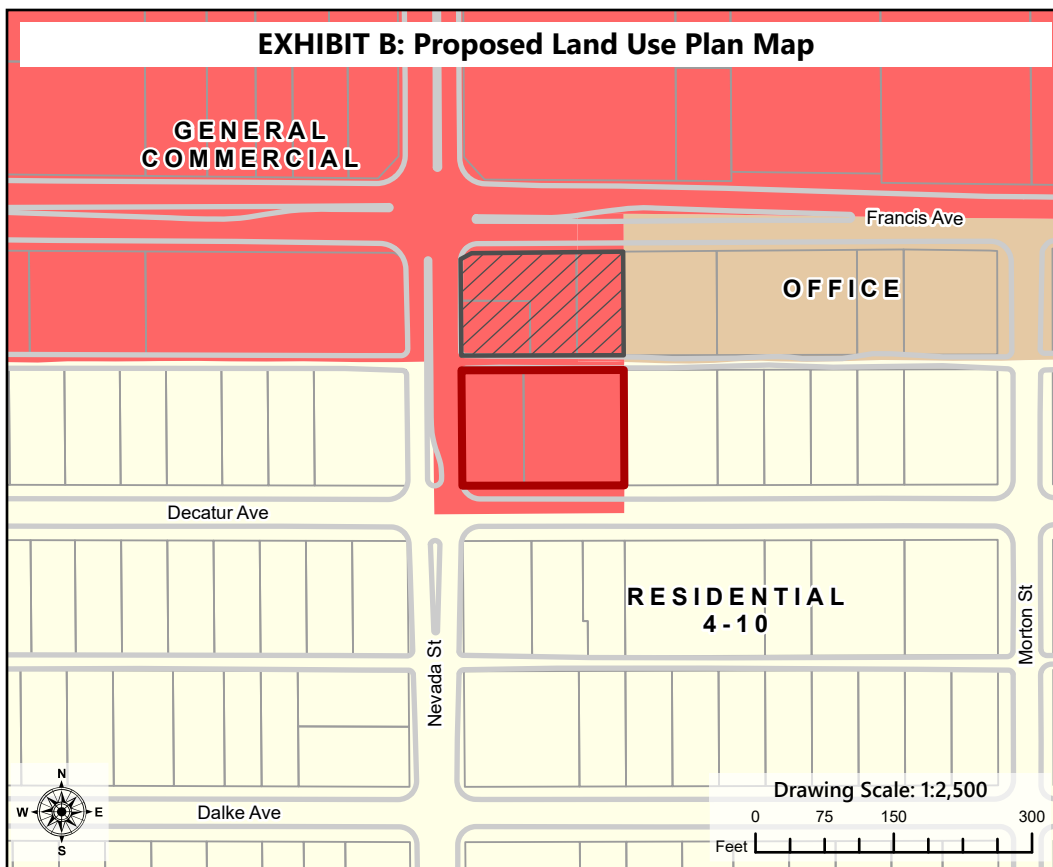 EXHIBIT B: Proposed Land Use Plan Map
GENERAL
COMMERCIAL
Francis Ave
OFFICE
Decatur Ave
RESIDENTIAL
4-10
Morton St
Nevada St
N
W E
S
Dalke Ave
Drawing Scale: 1:2,500
0 75 150 300
Feet